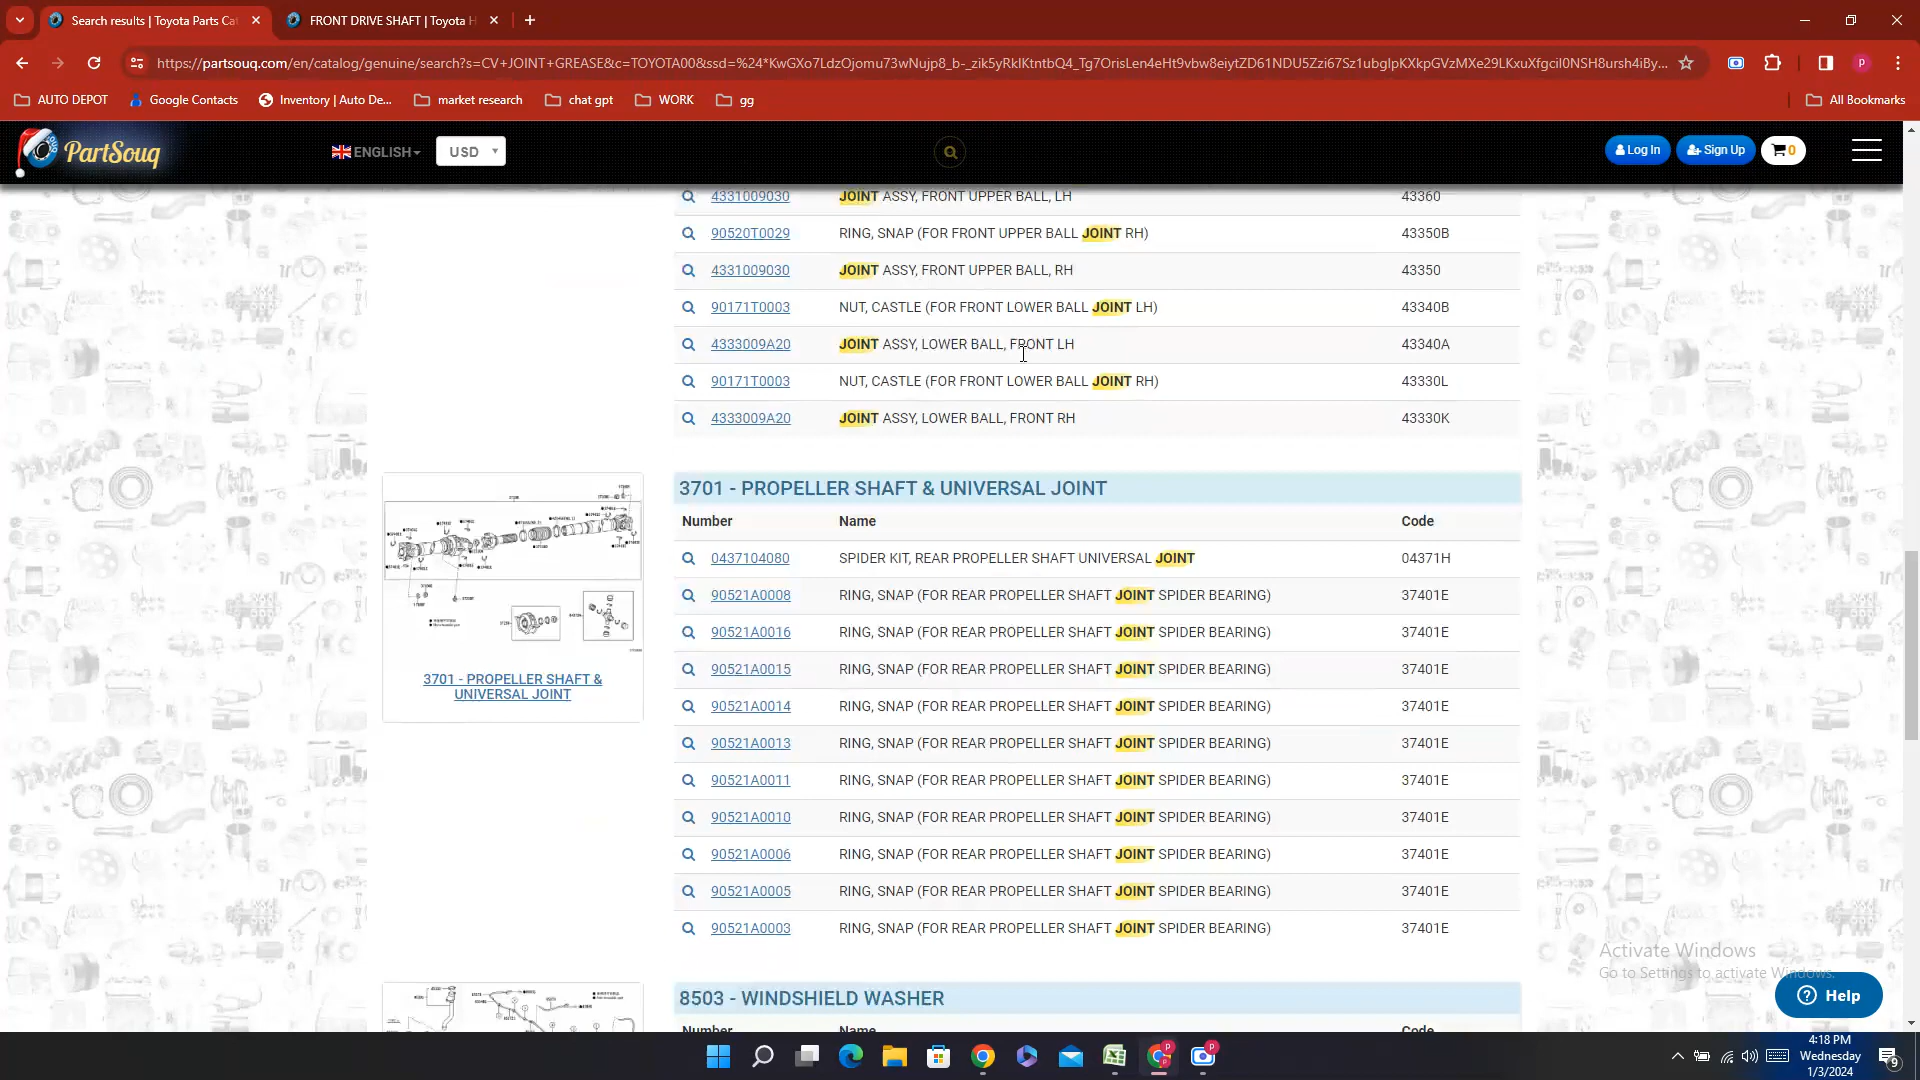 Search results | Toyota Parts Ca
FRONT DRIVE SHAFT | Toyota H
https://partsouq.com/en/catalog/genuine/search?s=CV+JOINT+GREASE&c=TOYOTA00&ssd=%24*KwGXo7LdzOjomu73wNujp8_b-_zik5yRkIKtntbQ4_Tg7OrisLen4eHt9vbw8eiytZD61NDU5Zzi67Sz1ubglpKXkpGVzMXe29LKxuXfgcil0NSH8ursh4iBy...
AUTO DEPOT
Google Contacts
Inventory | Auto De...
market research
chat gpt
WORK
gg
All Bookmarks
PartSouq
ENGLISH
USD
Log In
Sign Up
0
4331009030 JOINT ASSY, FRONT UPPER BALL, LH 43360
90520T0029 RING, SNAP (FOR FRONT UPPER BALL JOINT RH) 43350B
4331009030 JOINT ASSY, FRONT UPPER BALL, RH 43350
90171T0003 NUT, CASTLE (FOR FRONT LOWER BALL JOINT LH) 43340B
4333009A20 JOINT ASSY, LOWER BALL, FRONT LH 43340A
90171T0003 NUT, CASTLE (FOR FRONT LOWER BALL JOINT RH) 43330L
4333009A20 JOINT ASSY, LOWER BALL, FRONT RH 43330K
3701 - PROPELLER SHAFT & UNIVERSAL JOINT
3701 - PROPELLER SHAFT &
UNIVERSAL JOINT
Number Name Code
0437104080 SPIDER KIT, REAR PROPELLER SHAFT UNIVERSAL JOINT 04371H
90521A0008 RING, SNAP (FOR REAR PROPELLER SHAFT JOINT SPIDER BEARING) 37401E
90521A0016 RING, SNAP (FOR REAR PROPELLER SHAFT JOINT SPIDER BEARING) 37401E
90521A0015 RING, SNAP (FOR REAR PROPELLER SHAFT JOINT SPIDER BEARING) 37401E
90521A0014 RING, SNAP (FOR REAR PROPELLER SHAFT JOINT SPIDER BEARING) 37401E
90521A0013 RING, SNAP (FOR REAR PROPELLER SHAFT JOINT SPIDER BEARING) 37401E
90521A0011 RING, SNAP (FOR REAR PROPELLER SHAFT JOINT SPIDER BEARING) 37401E
90521A0010 RING, SNAP (FOR REAR PROPELLER SHAFT JOINT SPIDER BEARING) 37401E
90521A0006 RING, SNAP (FOR REAR PROPELLER SHAFT JOINT SPIDER BEARING) 37401E
90521A0005 RING, SNAP (FOR REAR PROPELLER SHAFT JOINT SPIDER BEARING) 37401E
90521A0003 RING, SNAP (FOR REAR PROPELLER SHAFT JOINT SPIDER BEARING) 37401E
8503 - WINDSHIELD WASHER
Number Name Code
Activate Windows
Go to Settings to activate Windows.
Help
4:18 PM
Wednesday
1/3/2024
9